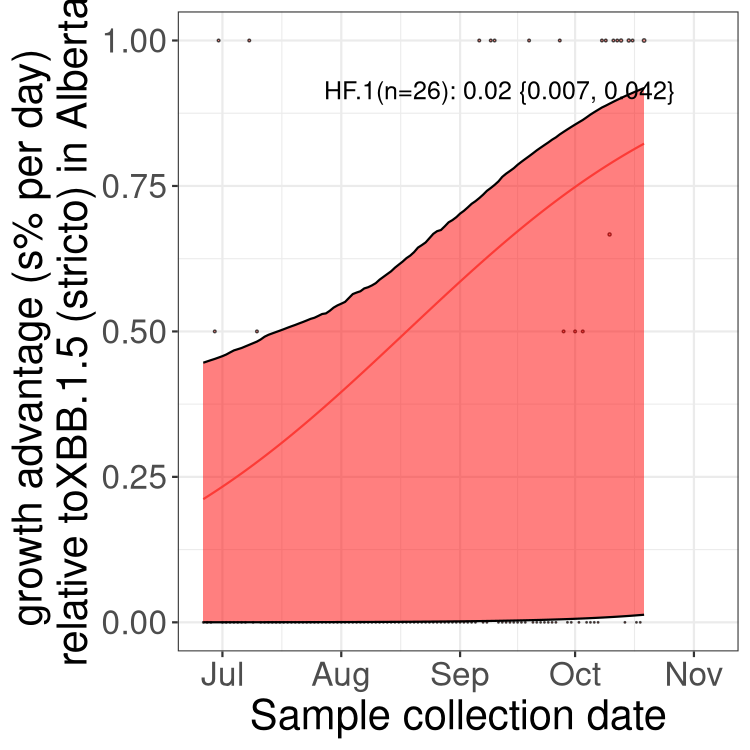 growth advantage (s% per day)
relative toXBB.1.5 (stricto) in Alberta
1.00
HF.1(n=26): 0.02 {0.007, 0.042}
0.75
0.50
0.25
0.00
Jul Aug Sep Oct Nov
Sample collection date